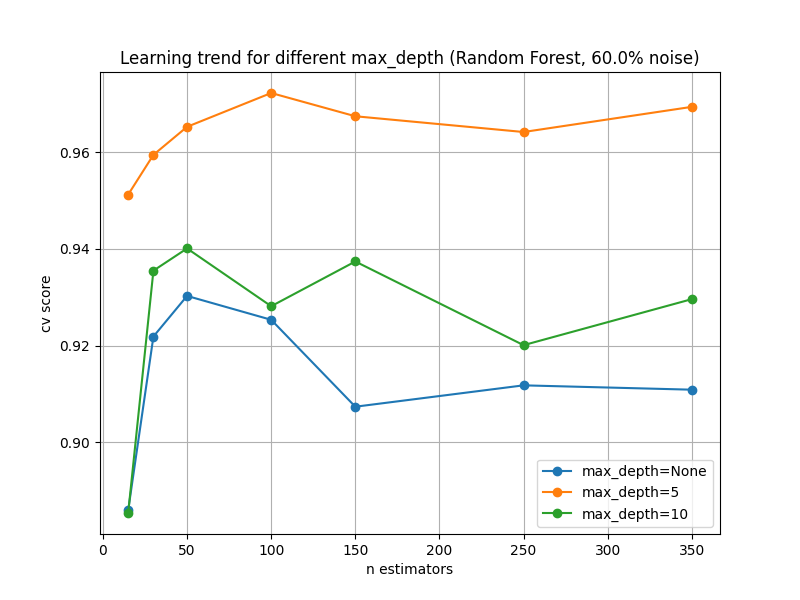 Learning trend for different max_depth (Random Forest, 60.0% noise)
cv score
0.96
0.94
0.92
0.90
0
50
100
150
200
250
300
350
n estimators
max_depth=None
max_depth=5
max_depth=10